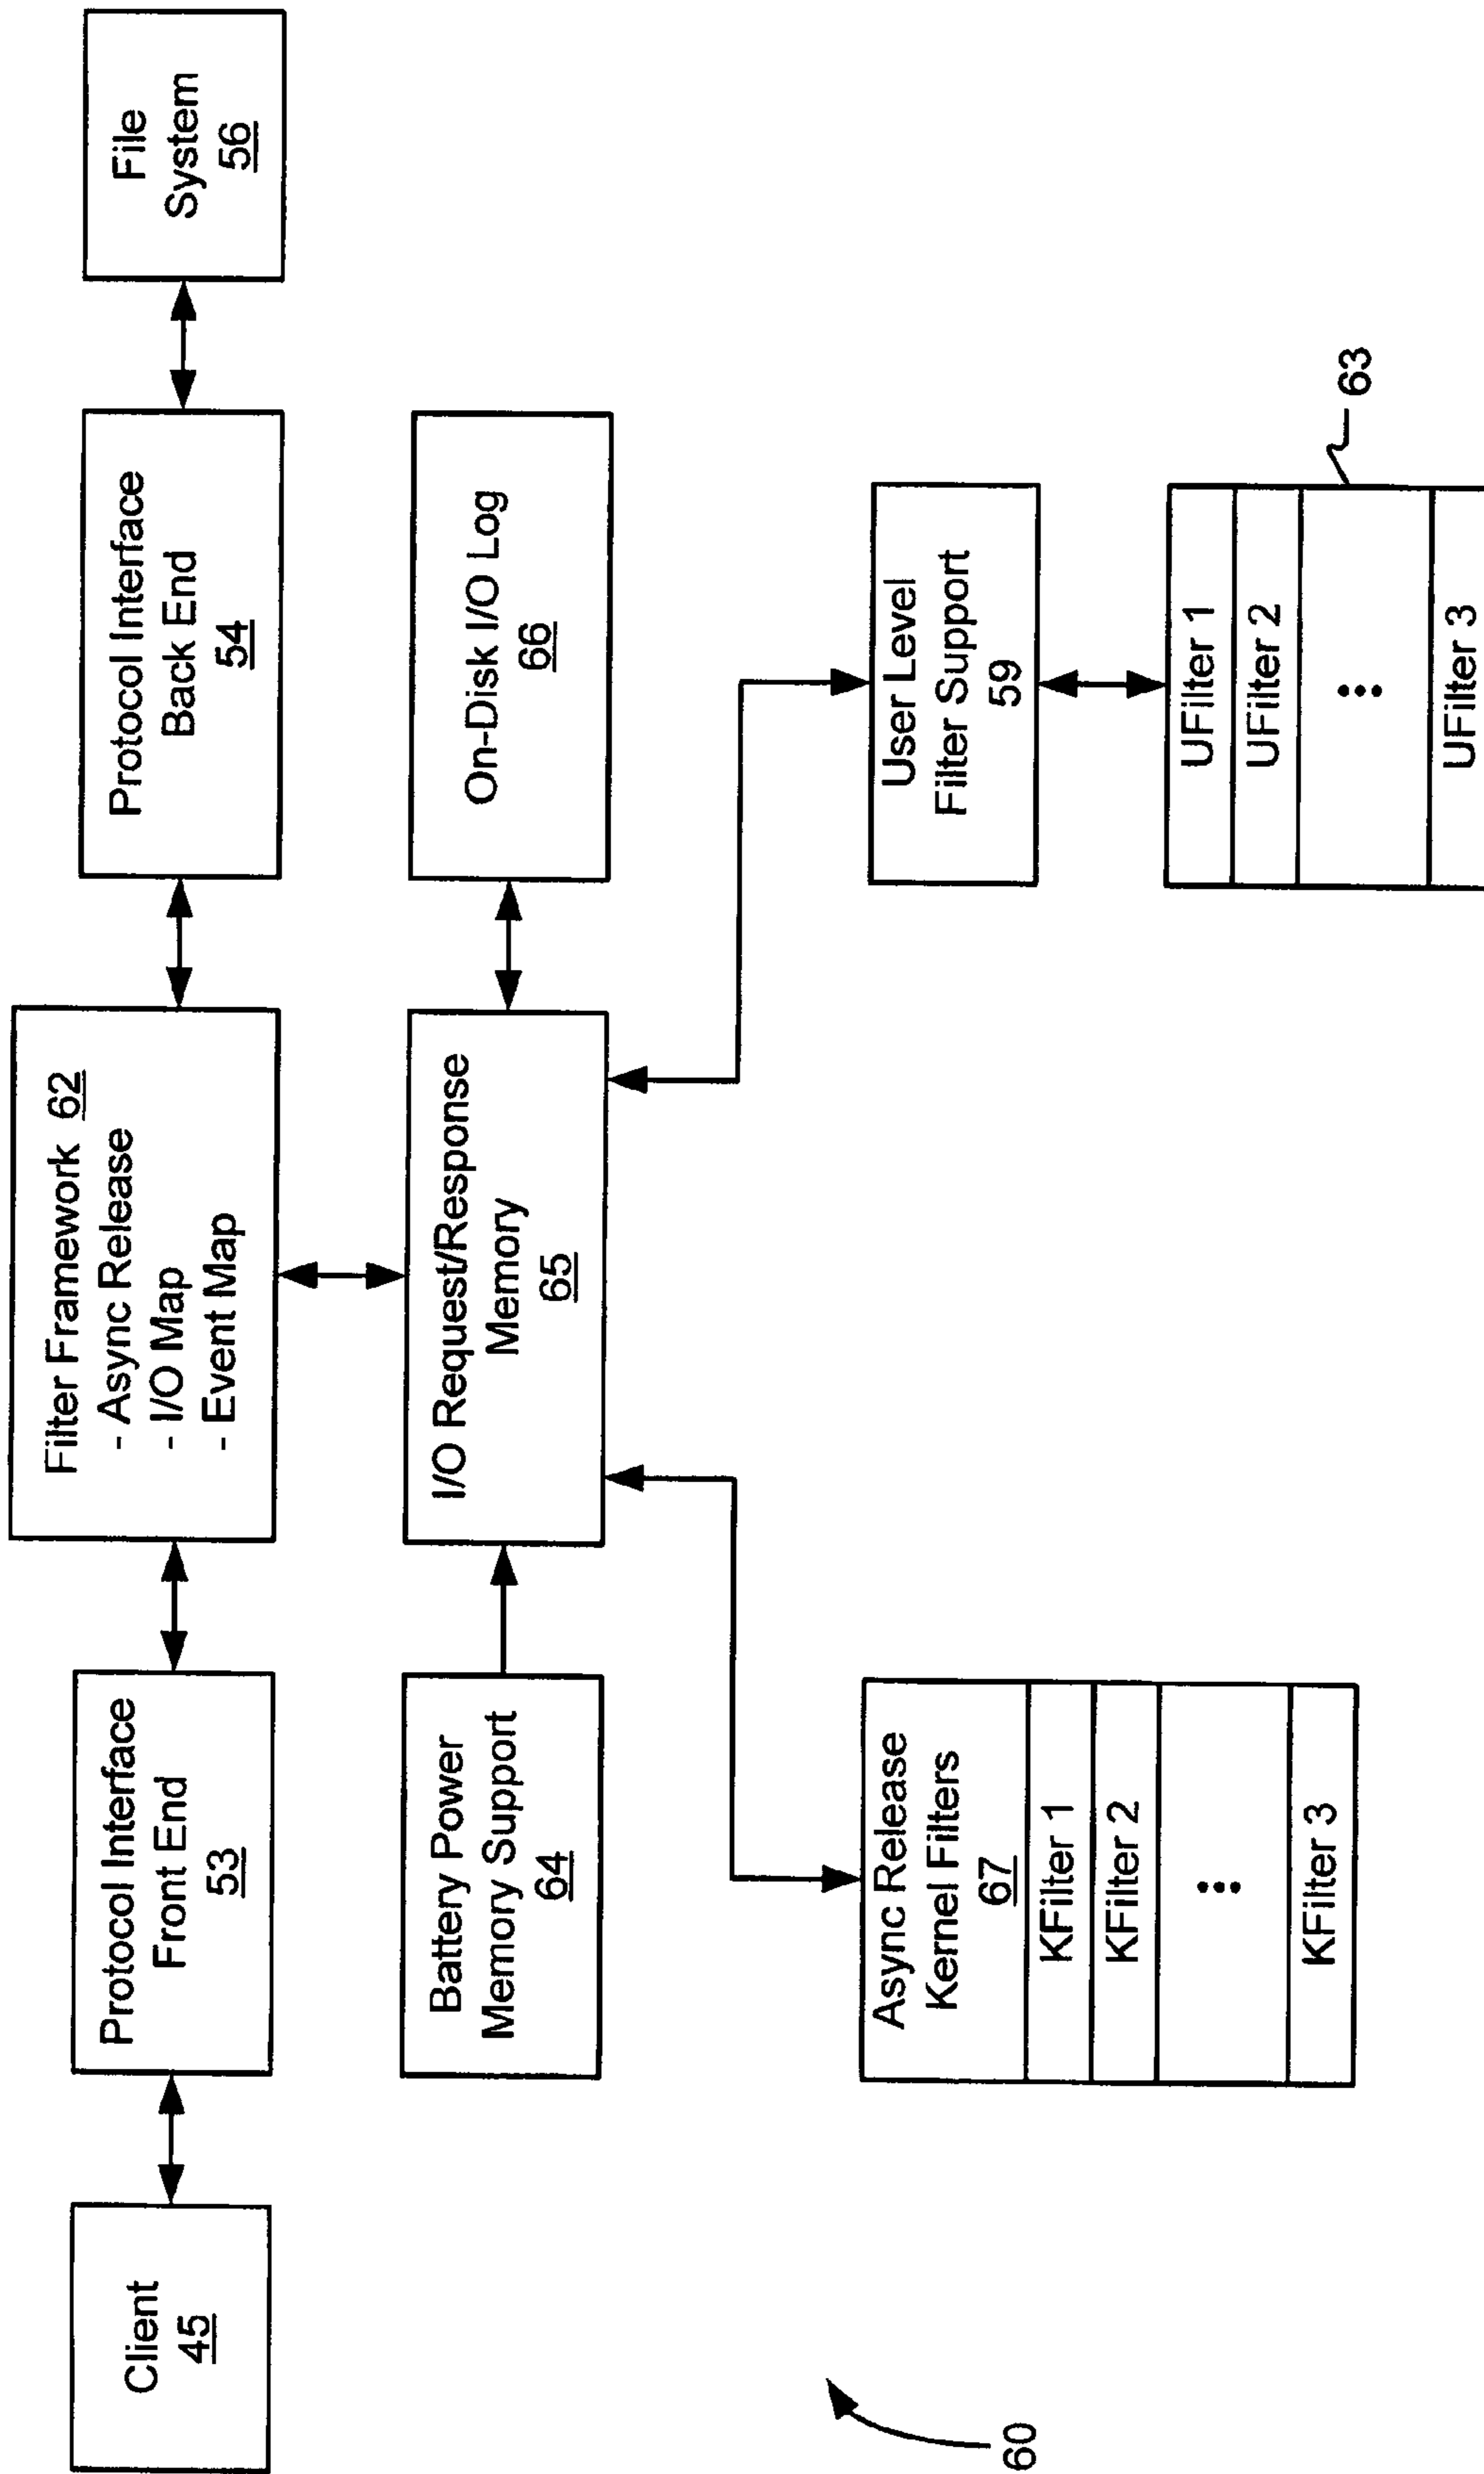 Client
45
Protocol Interface
Front End
53
Filter Framework 62
- Async Release
- I/O Map
- Event Map
Protocol Interface
Back End
54
File
System
56
Battery Power
Memory Support
64
I/O Request/Response
Memory
65
On-Disk I/O Log
66
Async Release
Kernel Filters
67
KFilter 1
KFilter 2
KFilter 3
User Level
Filter Support
59
UFilter 1
UFilter 2
UFilter 3
63
60